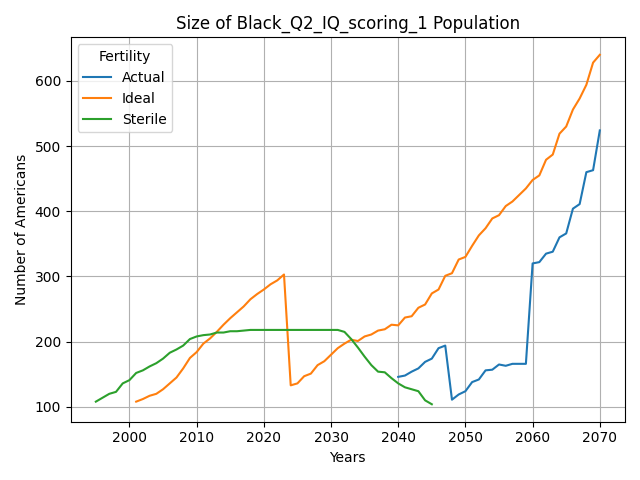 Size of Black_Q2_IQ_scoring_1 Population
Fertility
Actual
Ideal
Sterile
Number of Americans
600
500
400
300
200
100
2000
2010
2020
2030
2040
2050
2060
2070
Years